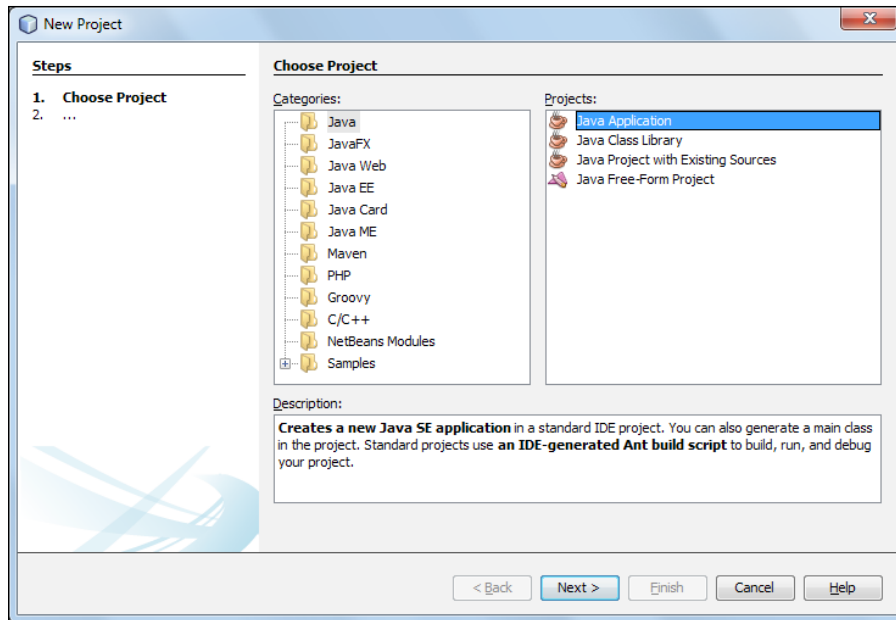 New Project
Steps
1. Choose Project
2. ...
Choose Project
Categories:
Java
JavaFX
Java Web
Java EE
Java Card
Java ME
Maven
PHP
Groovy
C/C++
NetBeans Modules
Samples
Projects:
Java Application
Java Class Library
Java Project with Existing Sources
Java Free-Form Project
Description:
Creates a new Java SE application in a standard IDE project. You can also generate a main class
in the project. Standard projects use an IDE-generated Ant build script to build, run, and debug
your project.
< Back
Next >
Finish
Cancel
Help